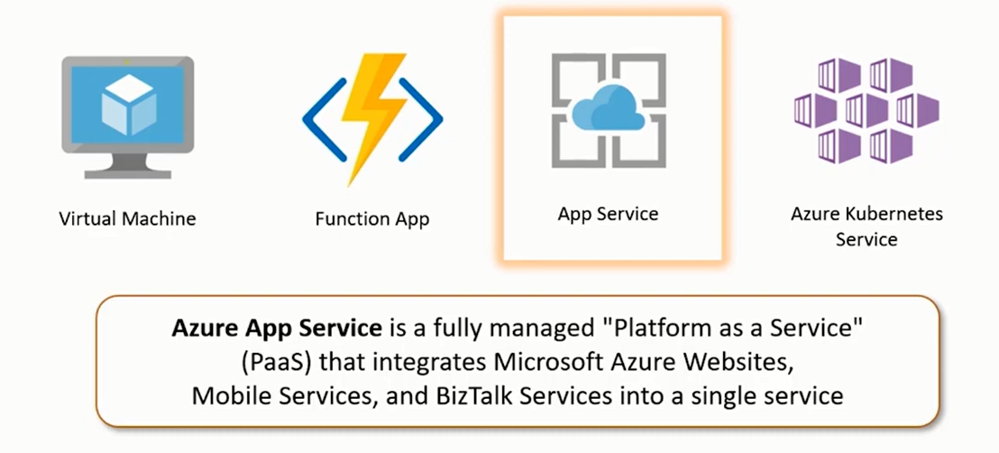 Virtual Machine
Function App
App Service
Azure Kubernetes
Service
Azure App Service is a fully managed "Platform as a Service"
(PaaS) that integrates Microsoft Azure Websites,
Mobile Services, and BizTalk Services into a single service